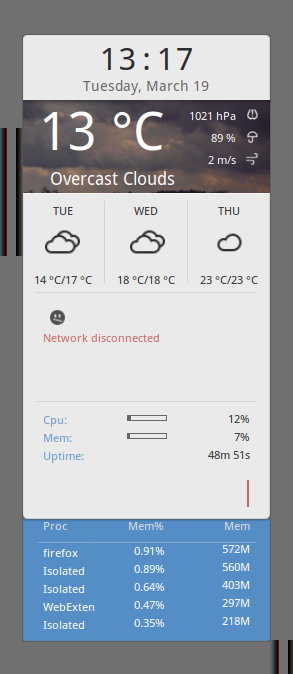 13:17
Tuesday, March 19
13 °C
1021 hPa
89 %
2 m/s
Overcast Clouds
TUE WED THU
14 °C/17 °C 18 °C/18 °C 23 °C/23 °C
Network disconnected
Cpu: 12%
Mem: 7%
Uptime: 48m 51s
Proc Mem% Mem
firefox 0.91% 572M
Isolated 0.89% 560M
Isolated 0.64% 403M
WebExten 0.47% 297M
Isolated 0.35% 218M